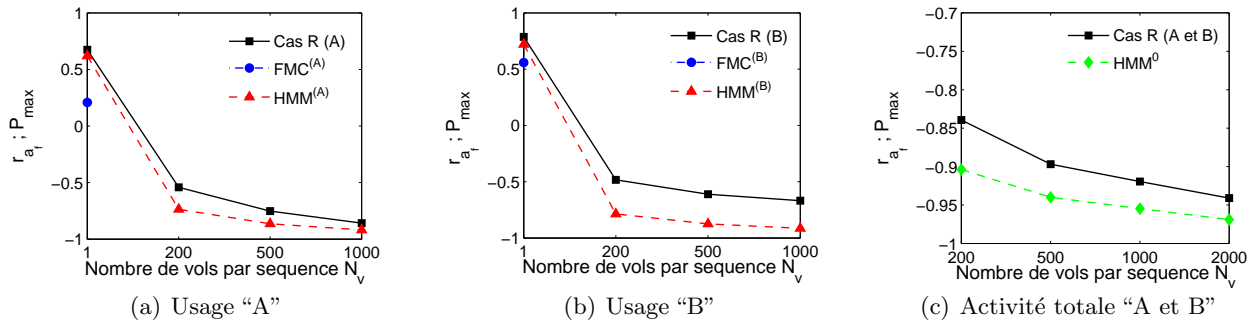 1
0.5
0
−0.5
−1
r_{a_f} ; P_max
1 200 500 1000
Nombre de vols par sequence N_v
Cas R (A)
FMC^(A)
HMM^(A)
(a) Usage “A”
1
0.5
0
−0.5
−1
r_{a_f} ; P_max
1 200 500 1000
Nombre de vols par sequence N_v
Cas R (B)
FMC^(B)
HMM^(B)
(b) Usage “B”
−0.7
−0.75
−0.8
−0.85
−0.9
−0.95
−1
r_{a_f} ; P_max
200 500 1000 2000
Nombre de vols par sequence N_v
Cas R (A et B)
HMM^0
(c) Activité totale “A et B”